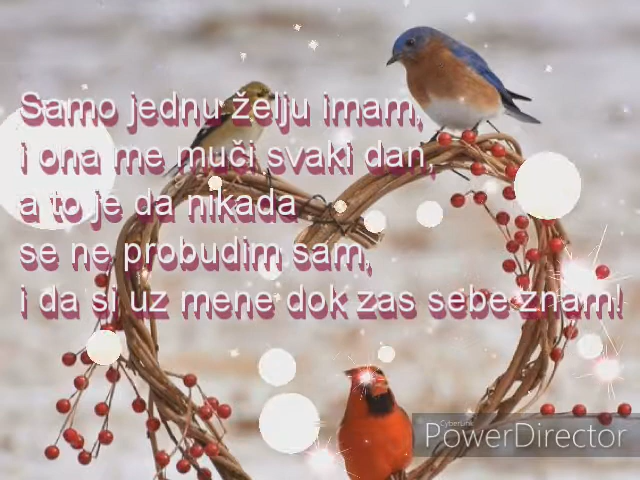 Samo jednu želju imam,
i ona me muči svaki dan,
a to je da nikada
se ne probudim sam,
i da si uz mene dok zas sebe znam!
CyberLink
PowerDirector